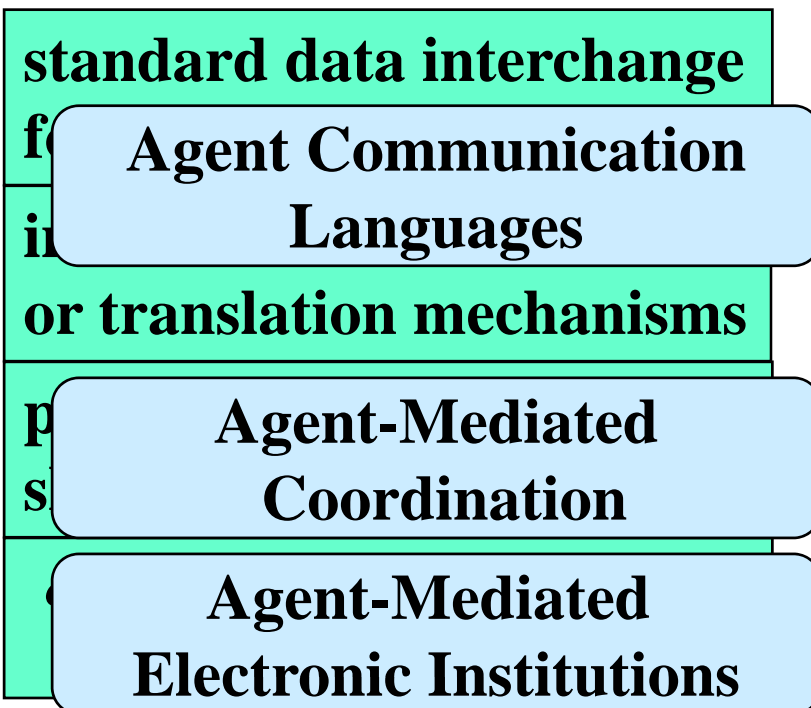 standard data interchange
Agent Communication
Languages
or translation mechanisms
Agent-Mediated
Coordination
Agent-Mediated
Electronic Institutions